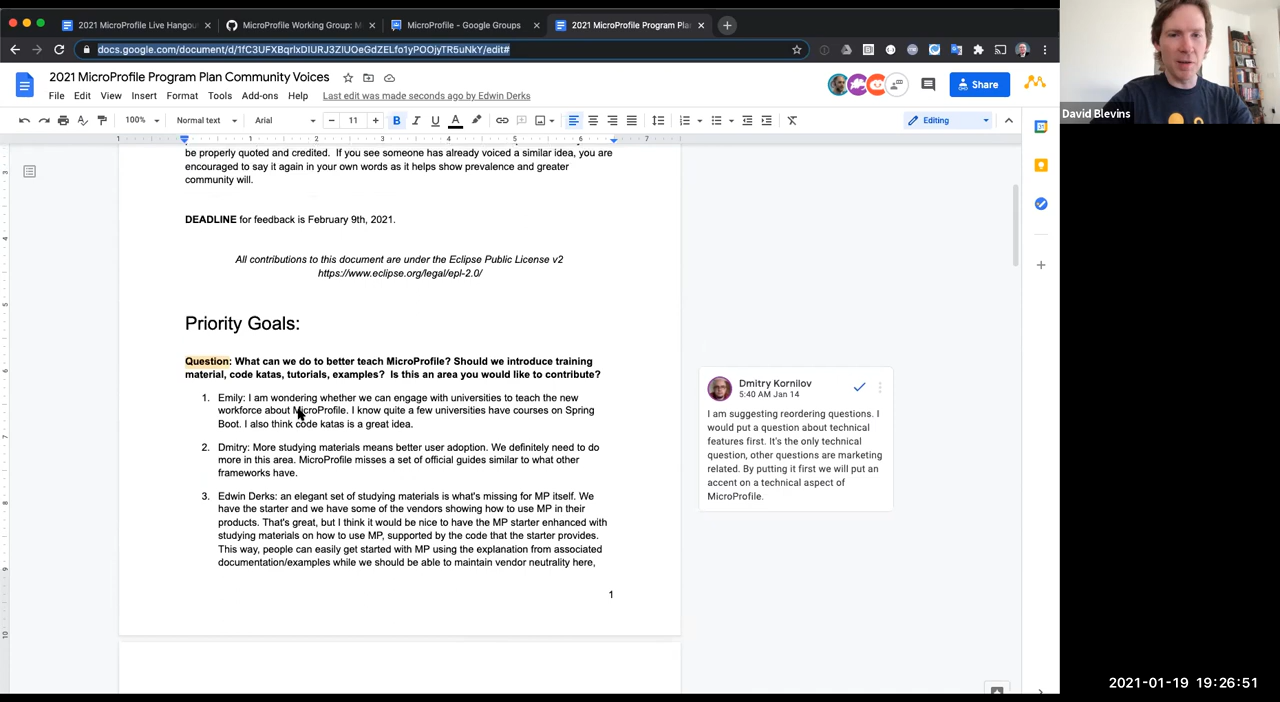 2021 MicroProfile Live Hangou
MicroProfile Working Group: M
MicroProfile - Google Groups
2021 MicroProfile Program Pla
docs.google.com/document/d/1fC3UFXBqrlxDIURJ3ZIUOeGdZELfo1yPOOjyTR5uNkY/edit#
2021 MicroProfile Program Plan Community Voices
File Edit View Tools Help Last edit was made seconds ago by Edwin Derks
Share
100% Normal text Arial 11 Editing
be properly quoted and credited. If you see someone has already voiced a similar idea, you are
encouraged to say it again in your own words as it helps show prevalence and greater
community will.
DEADLINE for feedback is February 9th, 2021.
All contributions to this document are under the Eclipse Public License v2
https://www.eclipse.org/legal/epl-2.0/
Priority Goals:
Question: What can we do to better teach MicroProfile? Should we introduce training
material, code katas, tutorials, examples? Is this an area you would like to contribute?
1. Emily: I am wondering whether we can engage with universities to teach the new
workforce about MicroProfile. I know quite a few universities have courses on Spring
Boot. I also think code katas is a great idea.
2. Dmitry: More studying materials means better user adoption. We definitely need to do
more in this area. MicroProfile misses a set of official guides similar to what other
frameworks have.
3. Edwin Derks: an elegant set of studying materials is what's missing for MP itself. We
have the starter and we have some of the vendors showing how to use MP in their
products. That's great, but I think it would be nice to have the MP starter enhanced with
studying materials on how to use MP, supported by the code that the starter provides.
This way, people can easily get started with MP using the explanation from associated
documentation/examples while we should be able to maintain vendor neutrality here,
1
Dmitry Kornilov
5:40 AM Jan 14
I am suggesting reordering questions. I
would put a question about technical
features first. It's the only technical
question, other questions are marketing
related. By putting it first we will put an
accent on a technical aspect of
MicroProfile.
David Blevins
2021-01-19 19:26:51